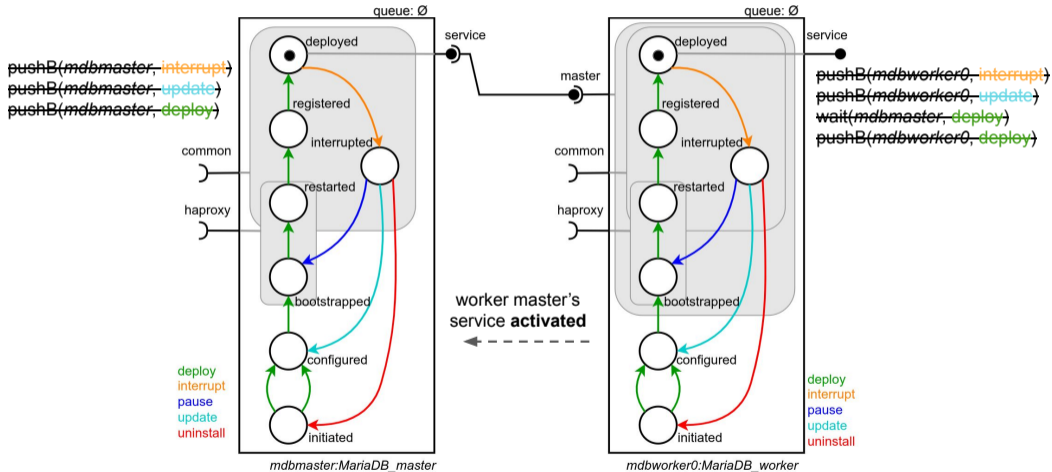 queue: Ø
deployed
service
pushB(mdbmaster, interrupt)
pushB(mdbmaster, update)
pushB(mdbmaster, deploy)
registered
interrupted
common
restarted
haproxy
bootstrapped
configured
deploy
interrupt
pause
update
uninstall
initiated
mdbmaster:MariaDB_master
master
worker master's
service activated
queue: Ø
deployed
service
pushB(mdbworker0, interrupt)
pushB(mdbworker0, update)
wait(mdbmaster, deploy)
pushB(mdbworker0, deploy)
registered
interrupted
common
restarted
haproxy
bootstrapped
configured
deploy
interrupt
pause
update
uninstall
initiated
mdbworker0:MariaDB_worker